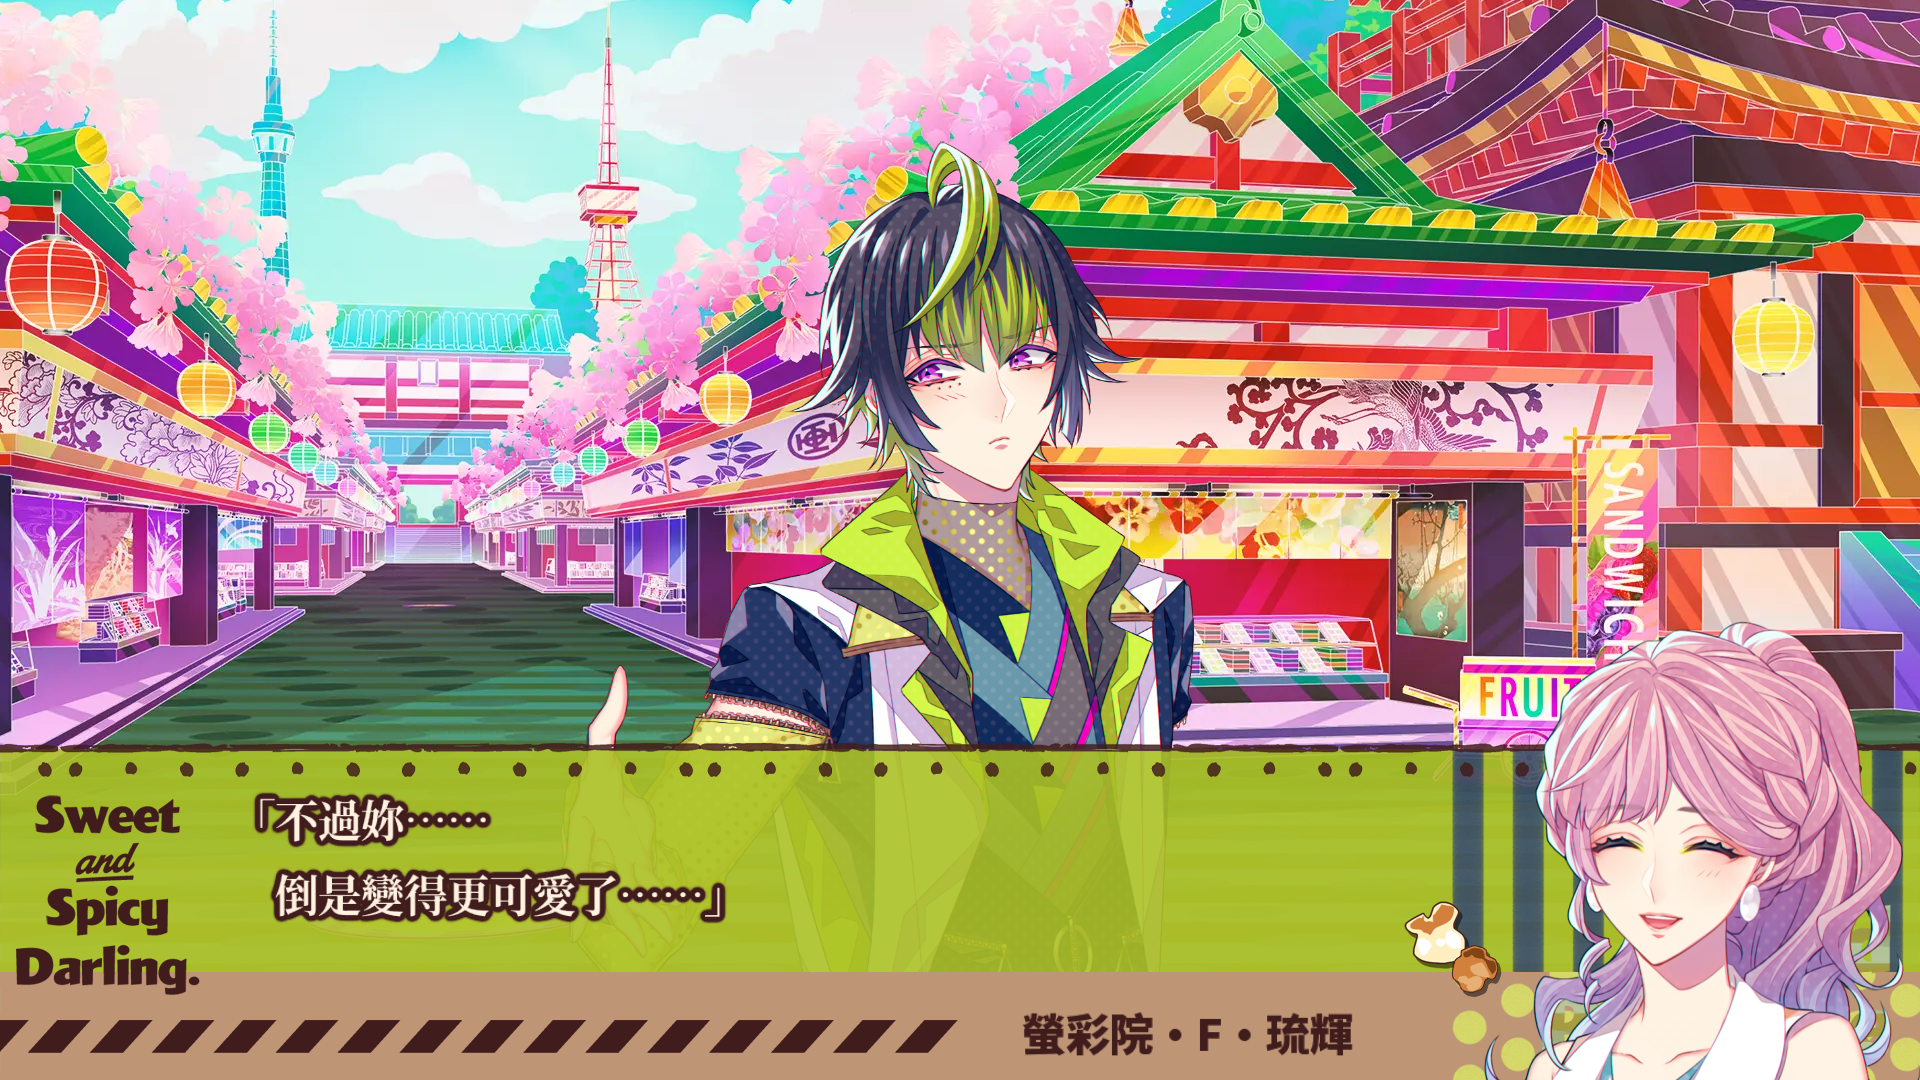 SANDWICH
FRUIT
Sweet
and
Spicy
Darling.
「不過妳⋯⋯
倒是變得更可愛了⋯⋯」
螢彩院・F・琉輝